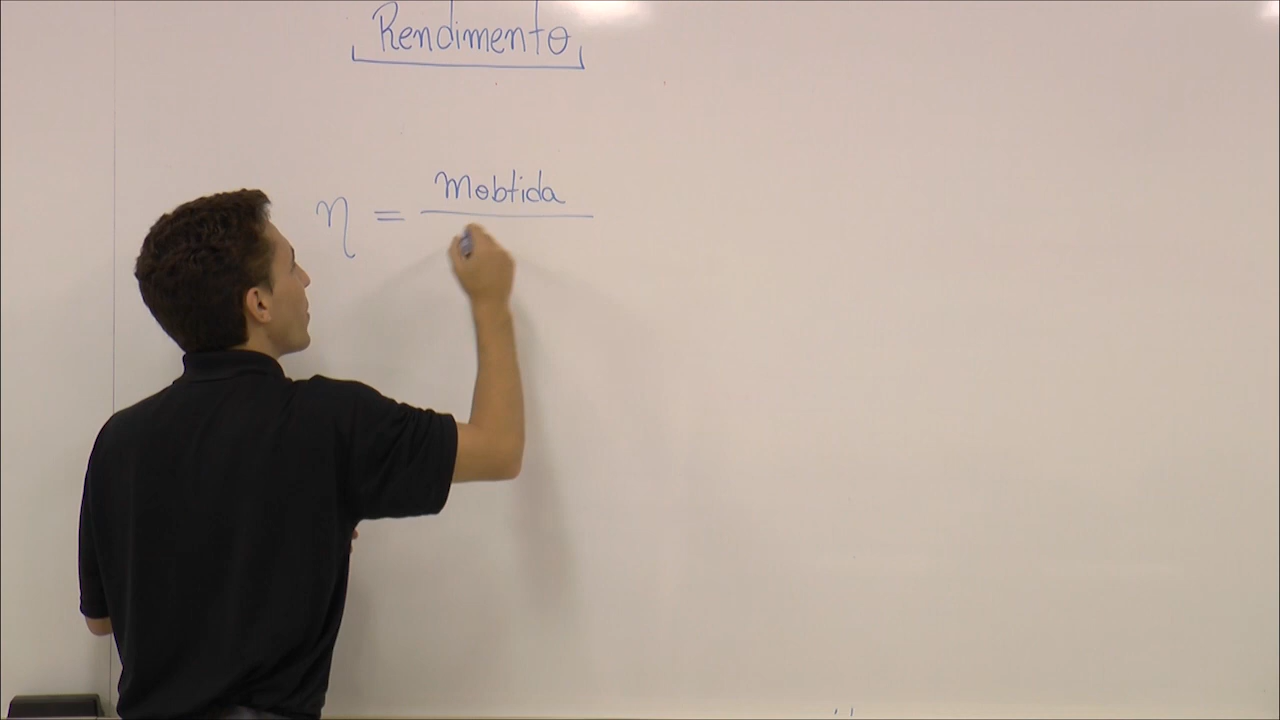 Rendimento
η = mobtida